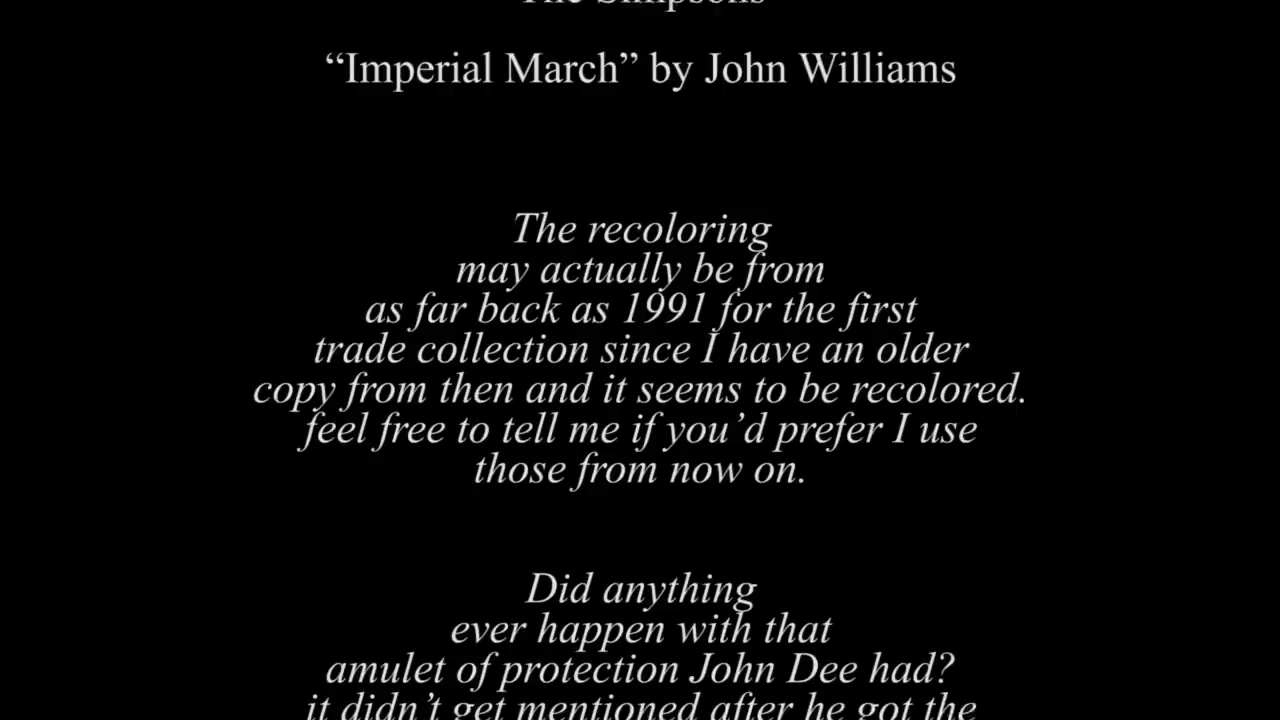 The Simpsons
“Imperial March” by John Williams
The recoloring
may actually be from
as far back as 1991 for the first
trade collection since I have an older
copy from then and it seems to be recolored.
feel free to tell me if you’d prefer I use
those from now on.
Did anything
ever happen with that
amulet of protection John Dee had?
it didn’t get mentioned after he got the